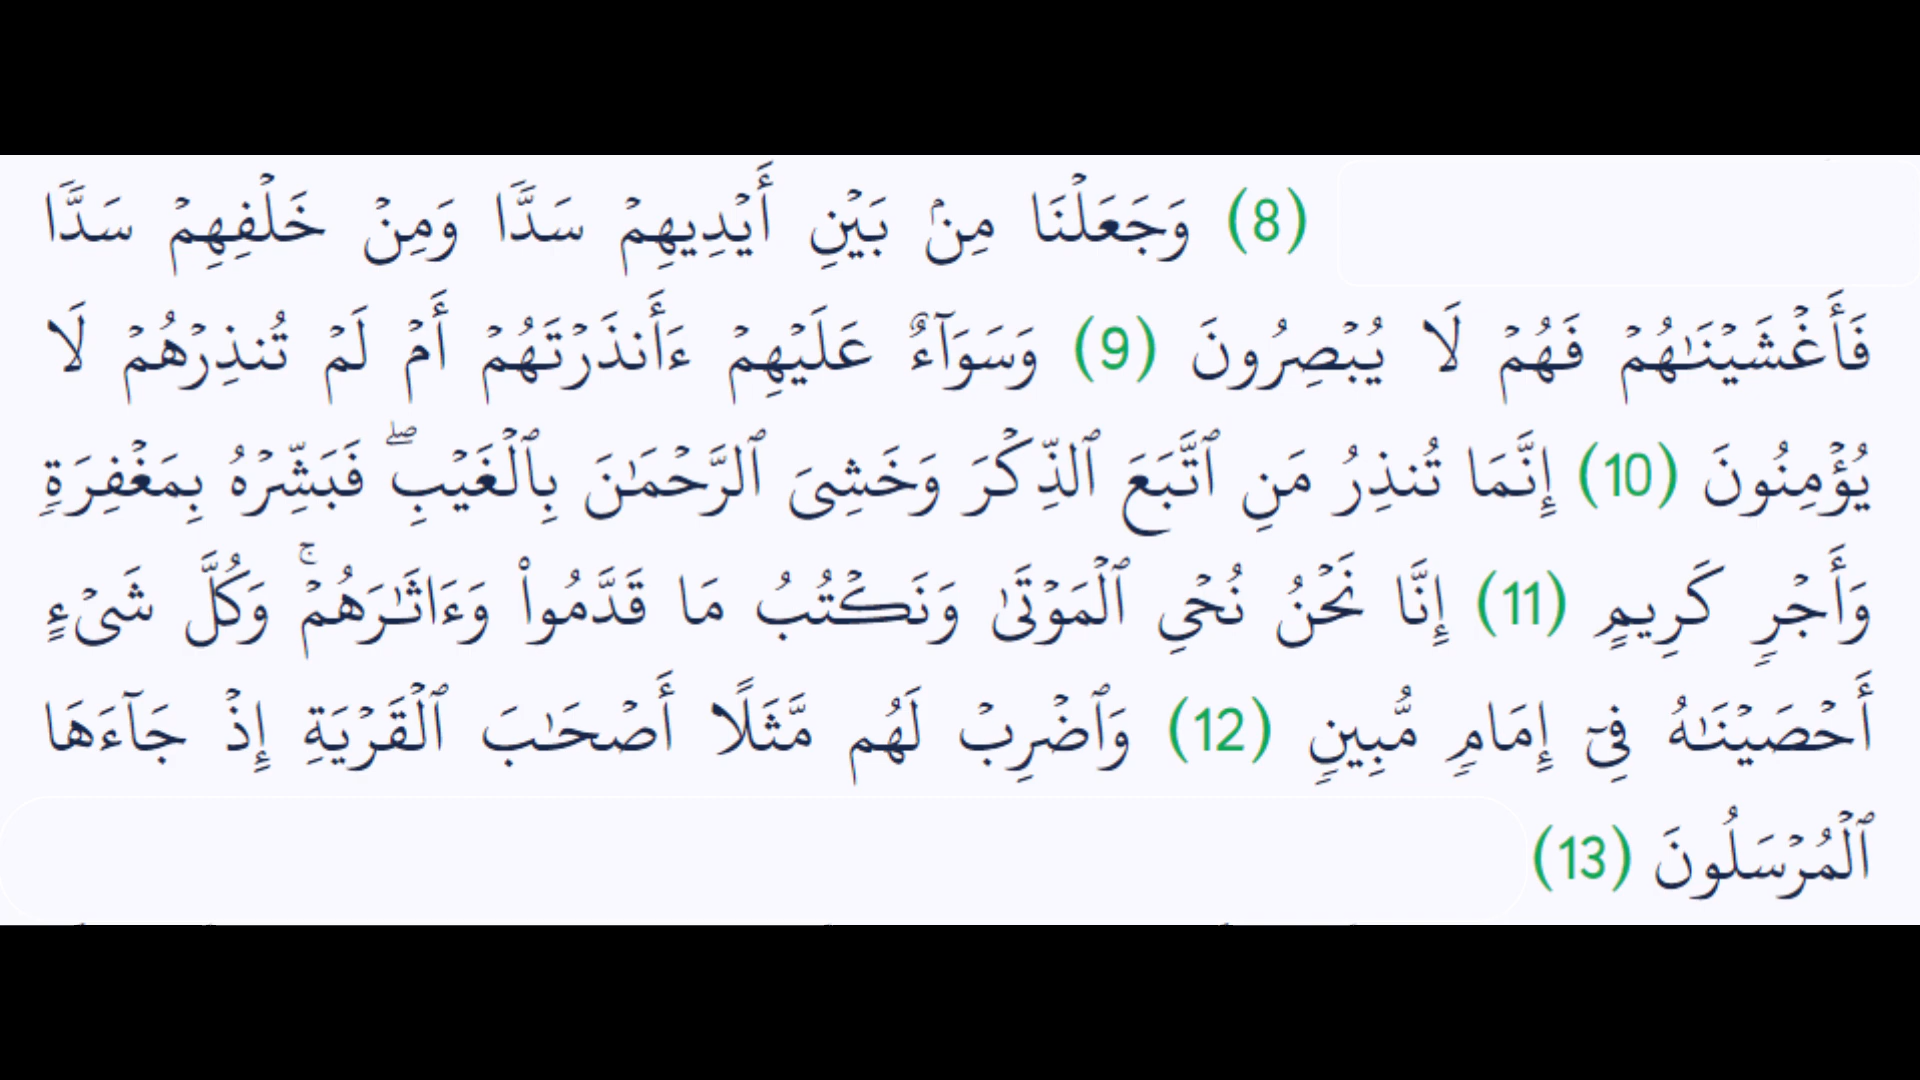 (8) وَجَعَلۡنَا مِنۢ بَيۡنِ أَيۡدِيهِمۡ سَدّٗا وَمِنۡ خَلۡفِهِمۡ سَدّٗا
فَأَغۡشَيۡنَٰهُمۡ فَهُمۡ لَا يُبۡصِرُونَ (9) وَسَوَآءٌ عَلَيۡهِمۡ ءَأَنذَرۡتَهُمۡ أَمۡ لَمۡ تُنذِرۡهُمۡ لَا
يُؤۡمِنُونَ (10) إِنَّمَا تُنذِرُ مَنِ ٱتَّبَعَ ٱلذِّكۡرَ وَخَشِيَ ٱلرَّحۡمَٰنَ بِٱلۡغَيۡبِۖ فَبَشِّرۡهُ بِمَغۡفِرَةٖ
وَأَجۡرٖ كَرِيمٍ (11) إِنَّا نَحۡنُ نُحۡيِ ٱلۡمَوۡتَىٰ وَنَكۡتُبُ مَا قَدَّمُواْ وَءَاثَٰرَهُمۡۚ وَكُلَّ شَيۡءٍ
أَحۡصَيۡنَٰهُ فِيٓ إِمَامٖ مُّبِينٖ (12) وَٱضۡرِبۡ لَهُم مَّثَلًا أَصۡحَٰبَ ٱلۡقَرۡيَةِ إِذۡ جَآءَهَا
ٱلۡمُرۡسَلُونَ (13)